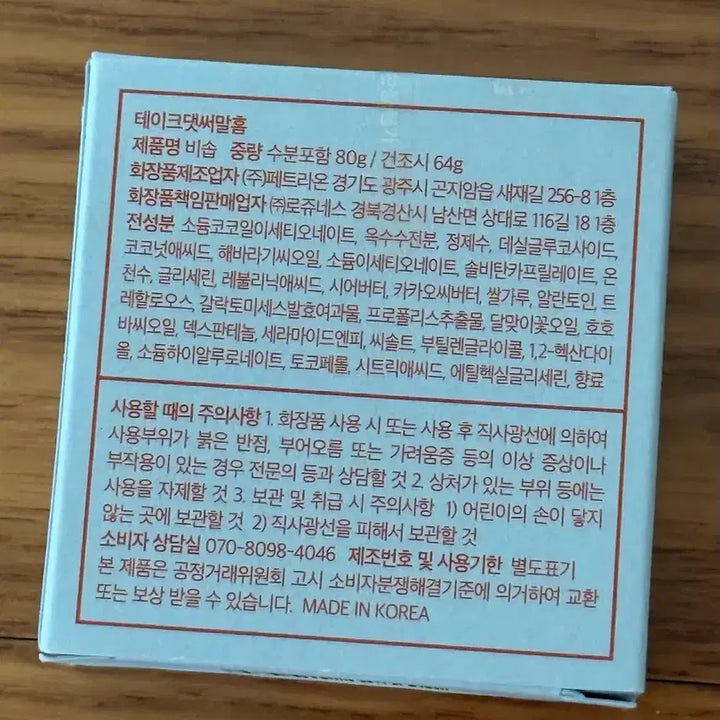 테이크댓써말홈
제품명 비솝 중량 수분포함 80g / 건조시 64g
화장품제조업자 (주)페트라온 경기도 광주시 곤지암읍 새재길 256-8 1층
화장품책임판매업자 ㈜로쥬네스 경북경산시 남산면 상대로 116길 18 1층
전성분 소듐코코일이세티오네이트, 옥수수전분, 정제수, 데실글루코사이드,
코코넛애씨드, 해바라기씨오일, 소듐이세티오네이트, 솔비탄카프릴레이트, 온
천수, 글리세린, 레불리닉애씨드, 시어버터, 카카오씨버터, 쌀가루, 알란토인, 트
레할로오스, 갈락토미세스발효여과물, 프로폴리스추출물, 달맞이꽃오일, 호호
바씨오일, 덱스판테놀, 세라마이드엔피, 씨솔트, 부틸렌글라이콜, 1,2-헥산다이
올, 소듐하이알루로네이트, 토코페롤, 시트릭애씨드, 에틸헥실글리세린, 향료
사용할 때의 주의사항 1. 화장품 사용 시 또는 사용 후 직사광선에 의하여
사용부위가 붉은 반점, 부어오름 또는 가려움증 등의 이상 증상이나
부작용이 있는 경우 전문의 등과 상담할 것 2. 상처가 있는 부위 등에는
사용을 자제할 것 3. 보관 및 취급 시 주의사항 1) 어린이의 손이 닿지
않는 곳에 보관할 것 2) 직사광선을 피해서 보관할 것
소비자 상담실 070-8098-4046 제조번호 및 사용기한 별도표기
본 제품은 공정거래위원회 고시 소비자분쟁해결기준에 의거하여 교환
또는 보상 받을 수 있습니다. MADE IN KOREA